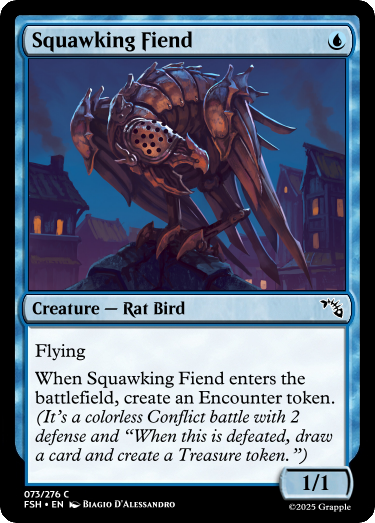 Squawking Fiend
Creature — Rat Bird
Flying
When Squawking Fiend enters the
battlefield, create an Encounter token.
(It's a colorless Conflict battle with 2
defense and “When this is defeated, draw
a card and create a Treasure token.”)
1/1
073/276 C
FSH • EN Biagio D'Alessandro
©2025 Grapple